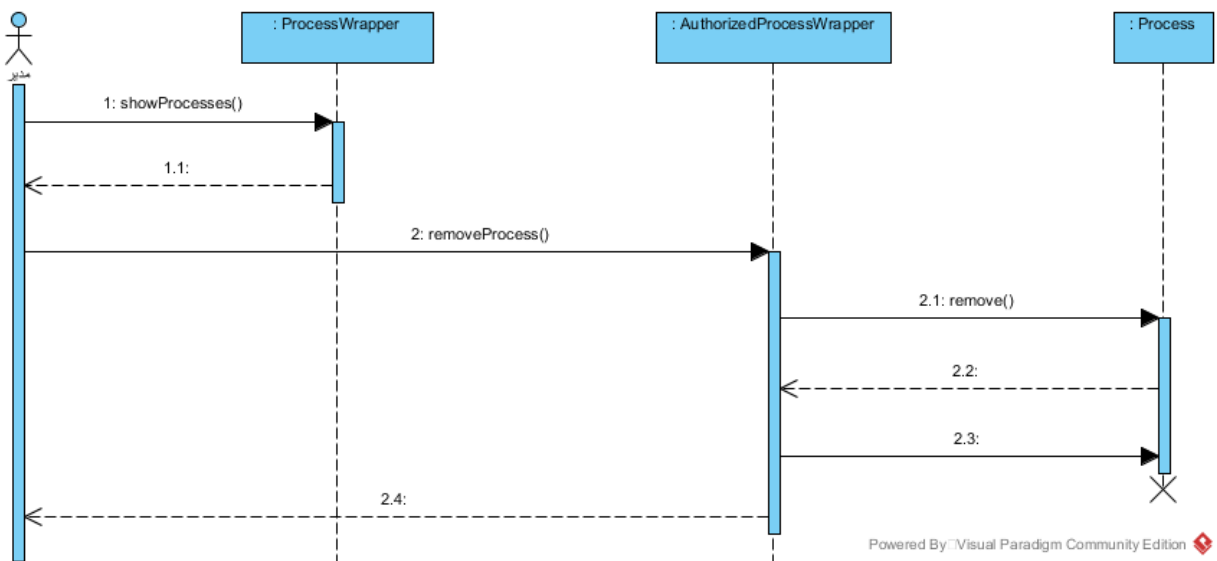 : ProcessWrapper
: AuthorizedProcessWrapper
: Process
مدیر
1: showProcesses()
1.1:
2: removeProcess()
2.1: remove()
2.2:
2.3:
2.4:
Powered By Visual Paradigm Community Edition